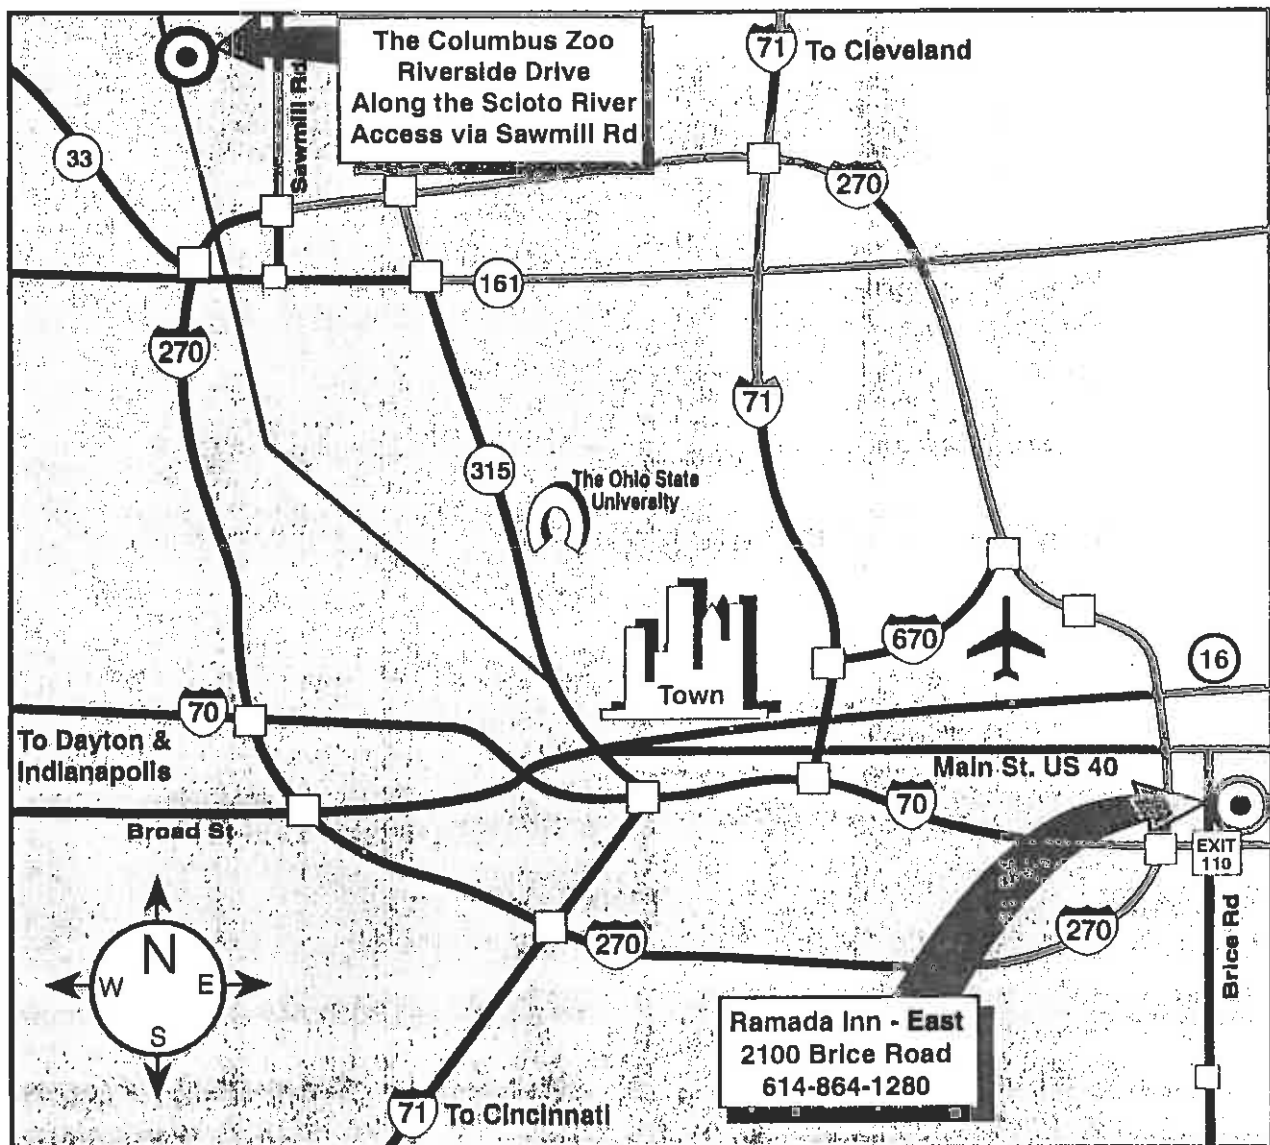 The Columbus Zoo
Riverside Drive
Along the Scioto River
Access via Sawmill Rd
71 To Cleveland
Sawmill Rd
33
270
161
270
71
315
The Ohio State
University
670
16
Town
70
To Dayton &
Indianapolis
Main St. US 40
70
Broad St
EXIT
110
N
W E
S
270
270
Brice Rd
Ramada Inn - East
2100 Brice Road
614-864-1280
71 To Cincinnati